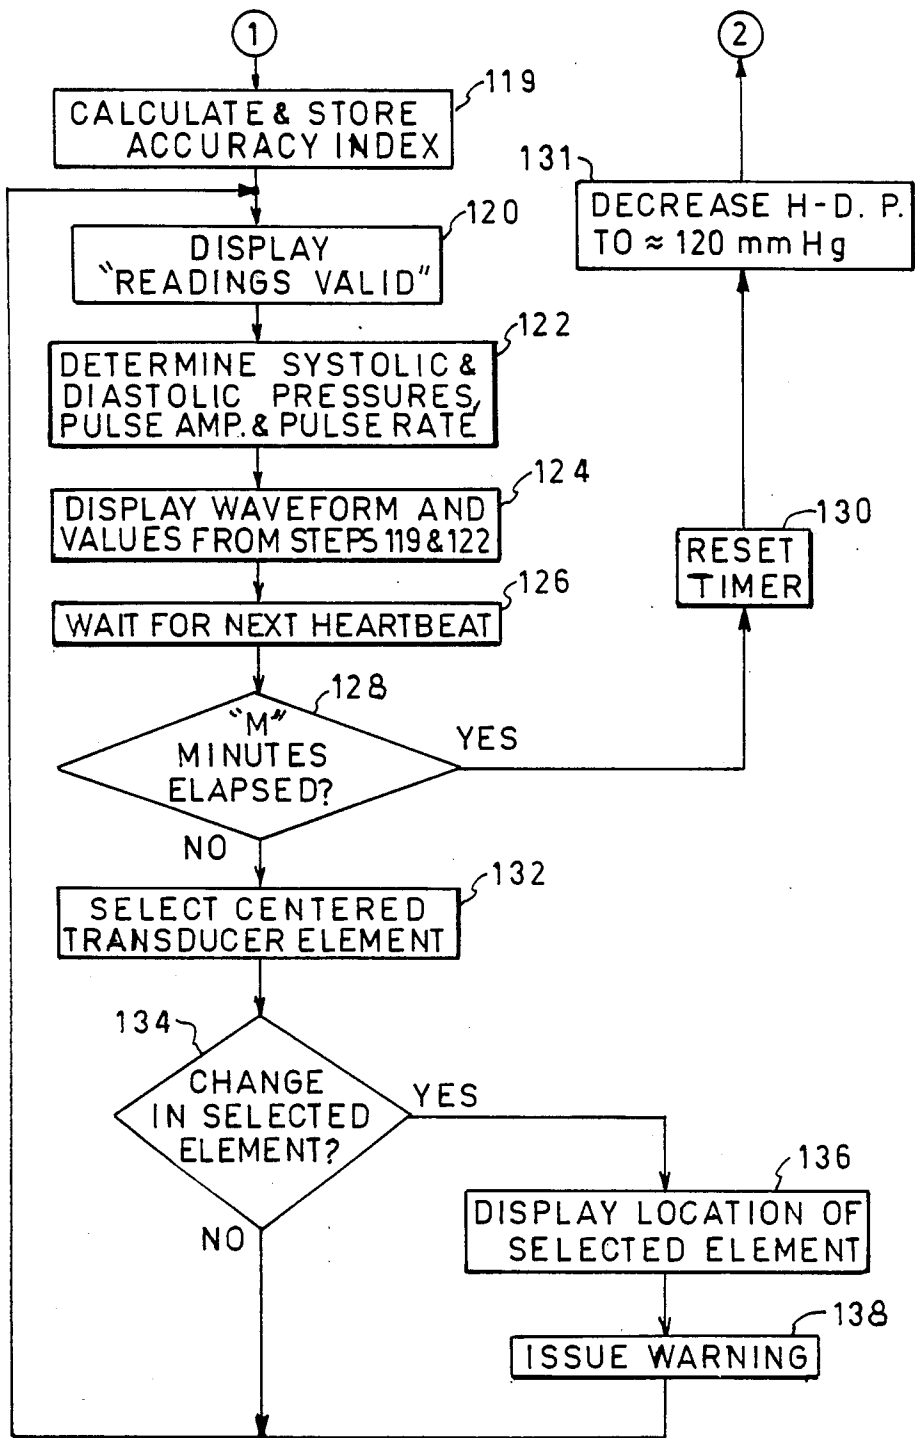 1
2
119
CALCULATE & STORE
ACCURACY INDEX
131
DECREASE H-D. P.
TO ≈ 120 mm Hg
120
DISPLAY
"READINGS VALID"
122
DETERMINE SYSTOLIC &
DIASTOLIC PRESSURES,
PULSE AMP. & PULSE RATE
124
DISPLAY WAVEFORM AND
VALUES FROM STEPS 119 & 122
130
RESET
TIMER
126
WAIT FOR NEXT HEARTBEAT
128
"M"
MINUTES
ELAPSED?
YES
NO
132
SELECT CENTERED
TRANSDUCER ELEMENT
134
CHANGE
IN SELECTED
ELEMENT?
YES
NO
136
DISPLAY LOCATION OF
SELECTED ELEMENT
138
ISSUE WARNING